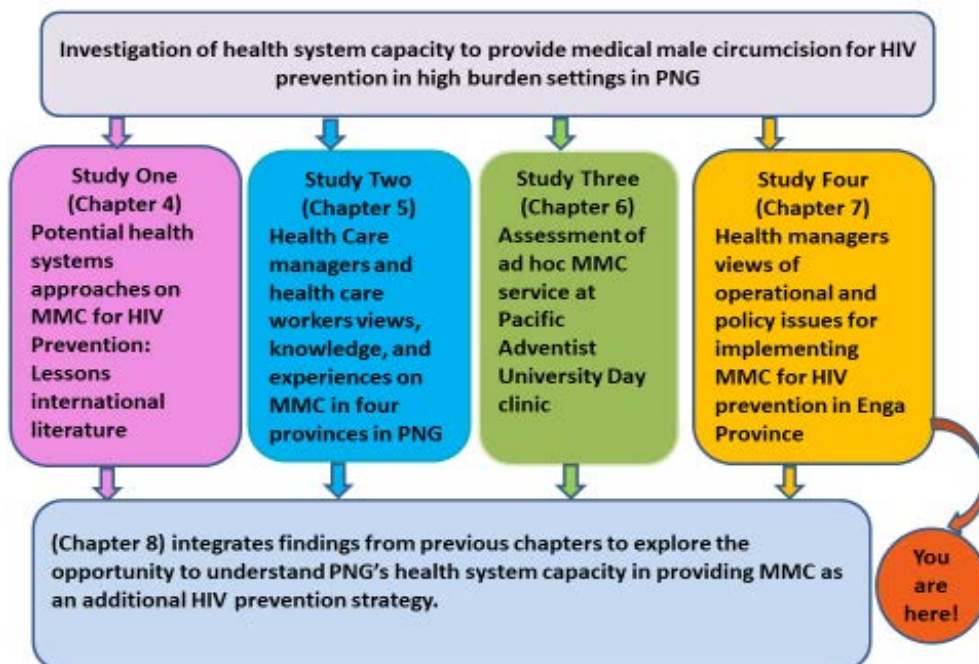 Investigation of health system capacity to provide medical male circumcision for HIV
prevention in high burden settings in PNG
Study One
(Chapter 4)
Potential health
systems
approaches on
MMC for HIV
Prevention:
Lessons
international
literature
Study Two
(Chapter 5)
Health Care
managers and
health care
workers views,
knowledge, and
experiences on
MMC in four
provinces in PNG
Study Three
(Chapter 6)
Assessment of
ad hoc MMC
service at
Pacific
Adventist
University Day
clinic
Study Four
(Chapter 7)
Health managers
views of
operational and
policy issues for
implementing
MMC for HIV
prevention in Enga
Province
(Chapter 8) integrates findings from previous chapters to explore the
opportunity to understand PNG's health system capacity in providing MMC as
an additional HIV prevention strategy.
You
are
here!